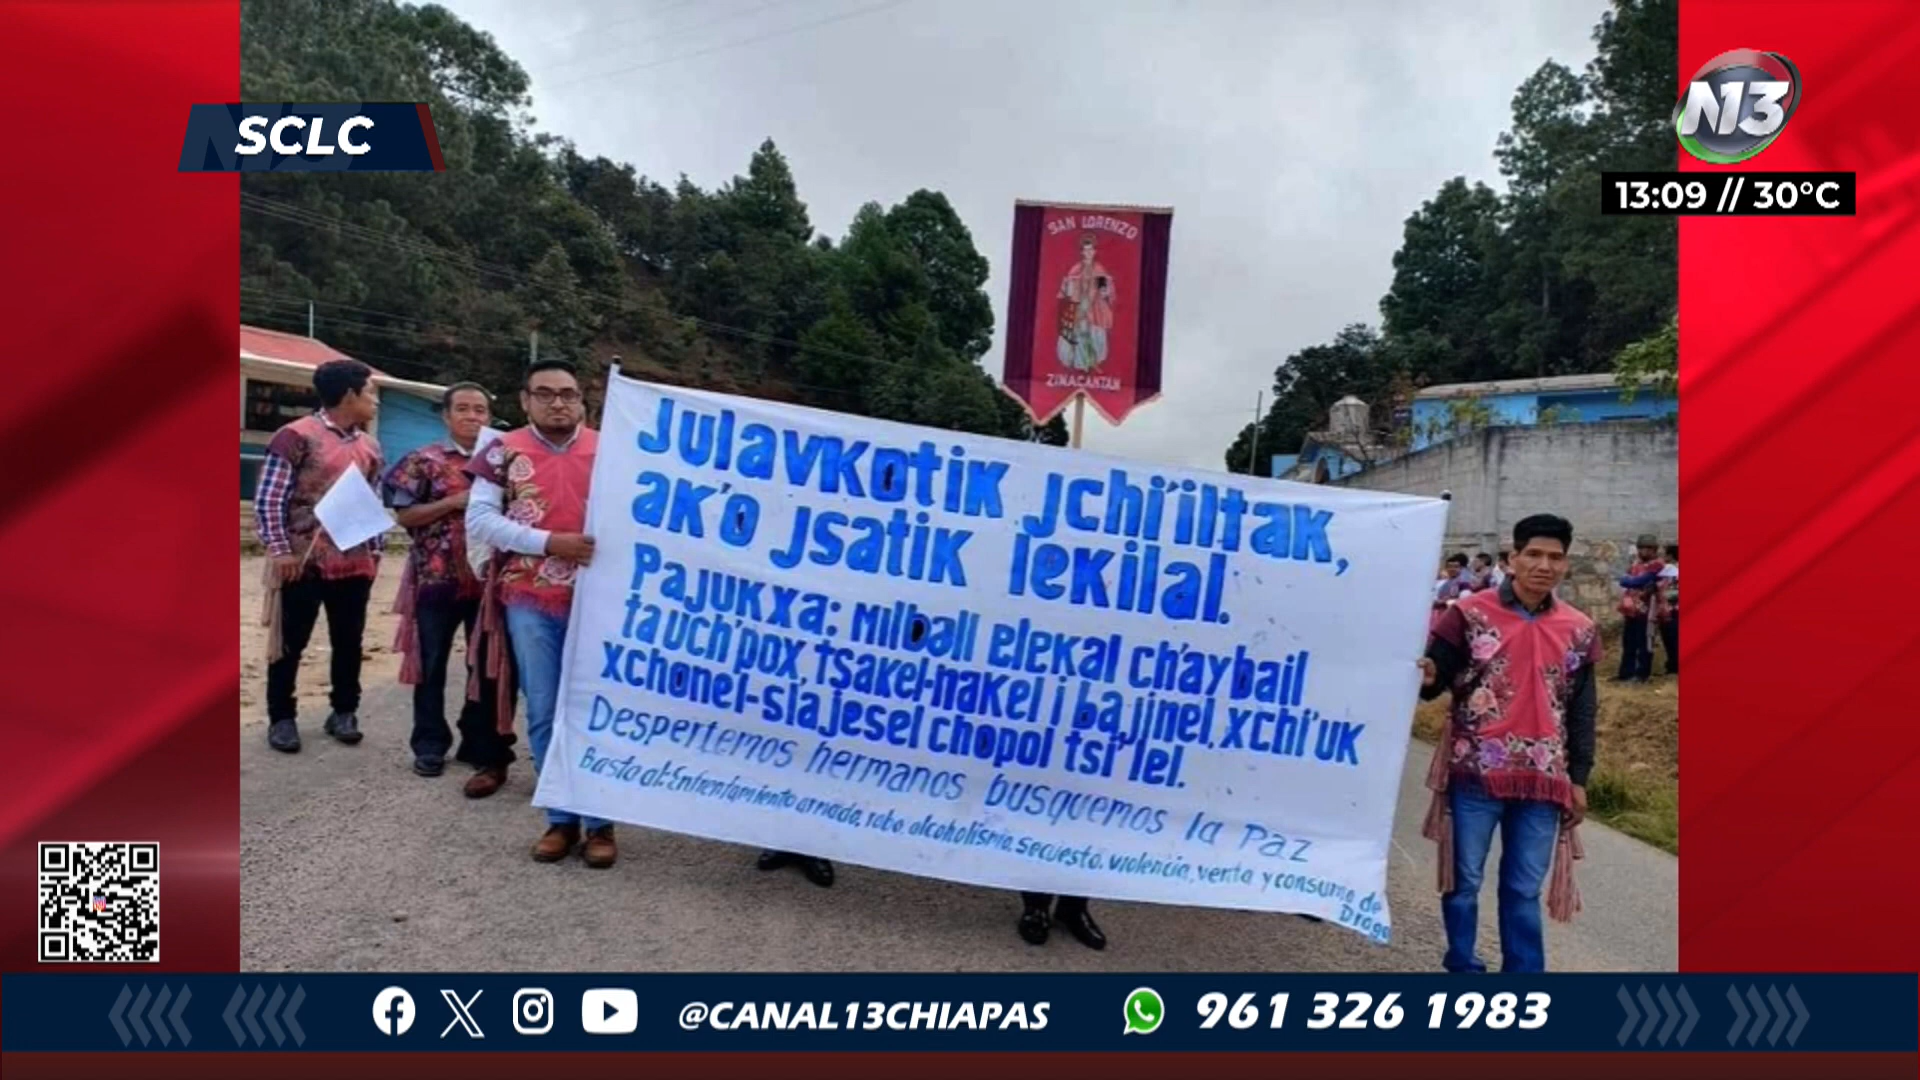 SCLC
N13
13:09 // 30°C
SAN LORENZO
ZINACANTAN
Julavkotik jchi'iltak,
ak'o jsatik lekilal.
Pajukxa: Milball elekal ch'aybail
ta uch'pox, tsakel-nakel i bajinel, xchi'uk
xchonel-slajesel chopol tsi'lel.
Despertemos hermanos busquemos la Paz
Basta al: Enfrentamiento armado, robo, alcoholismo, Secuesto, violencia, venta y consumo de
Droga
@CANAL13CHIAPAS
961 326 1983